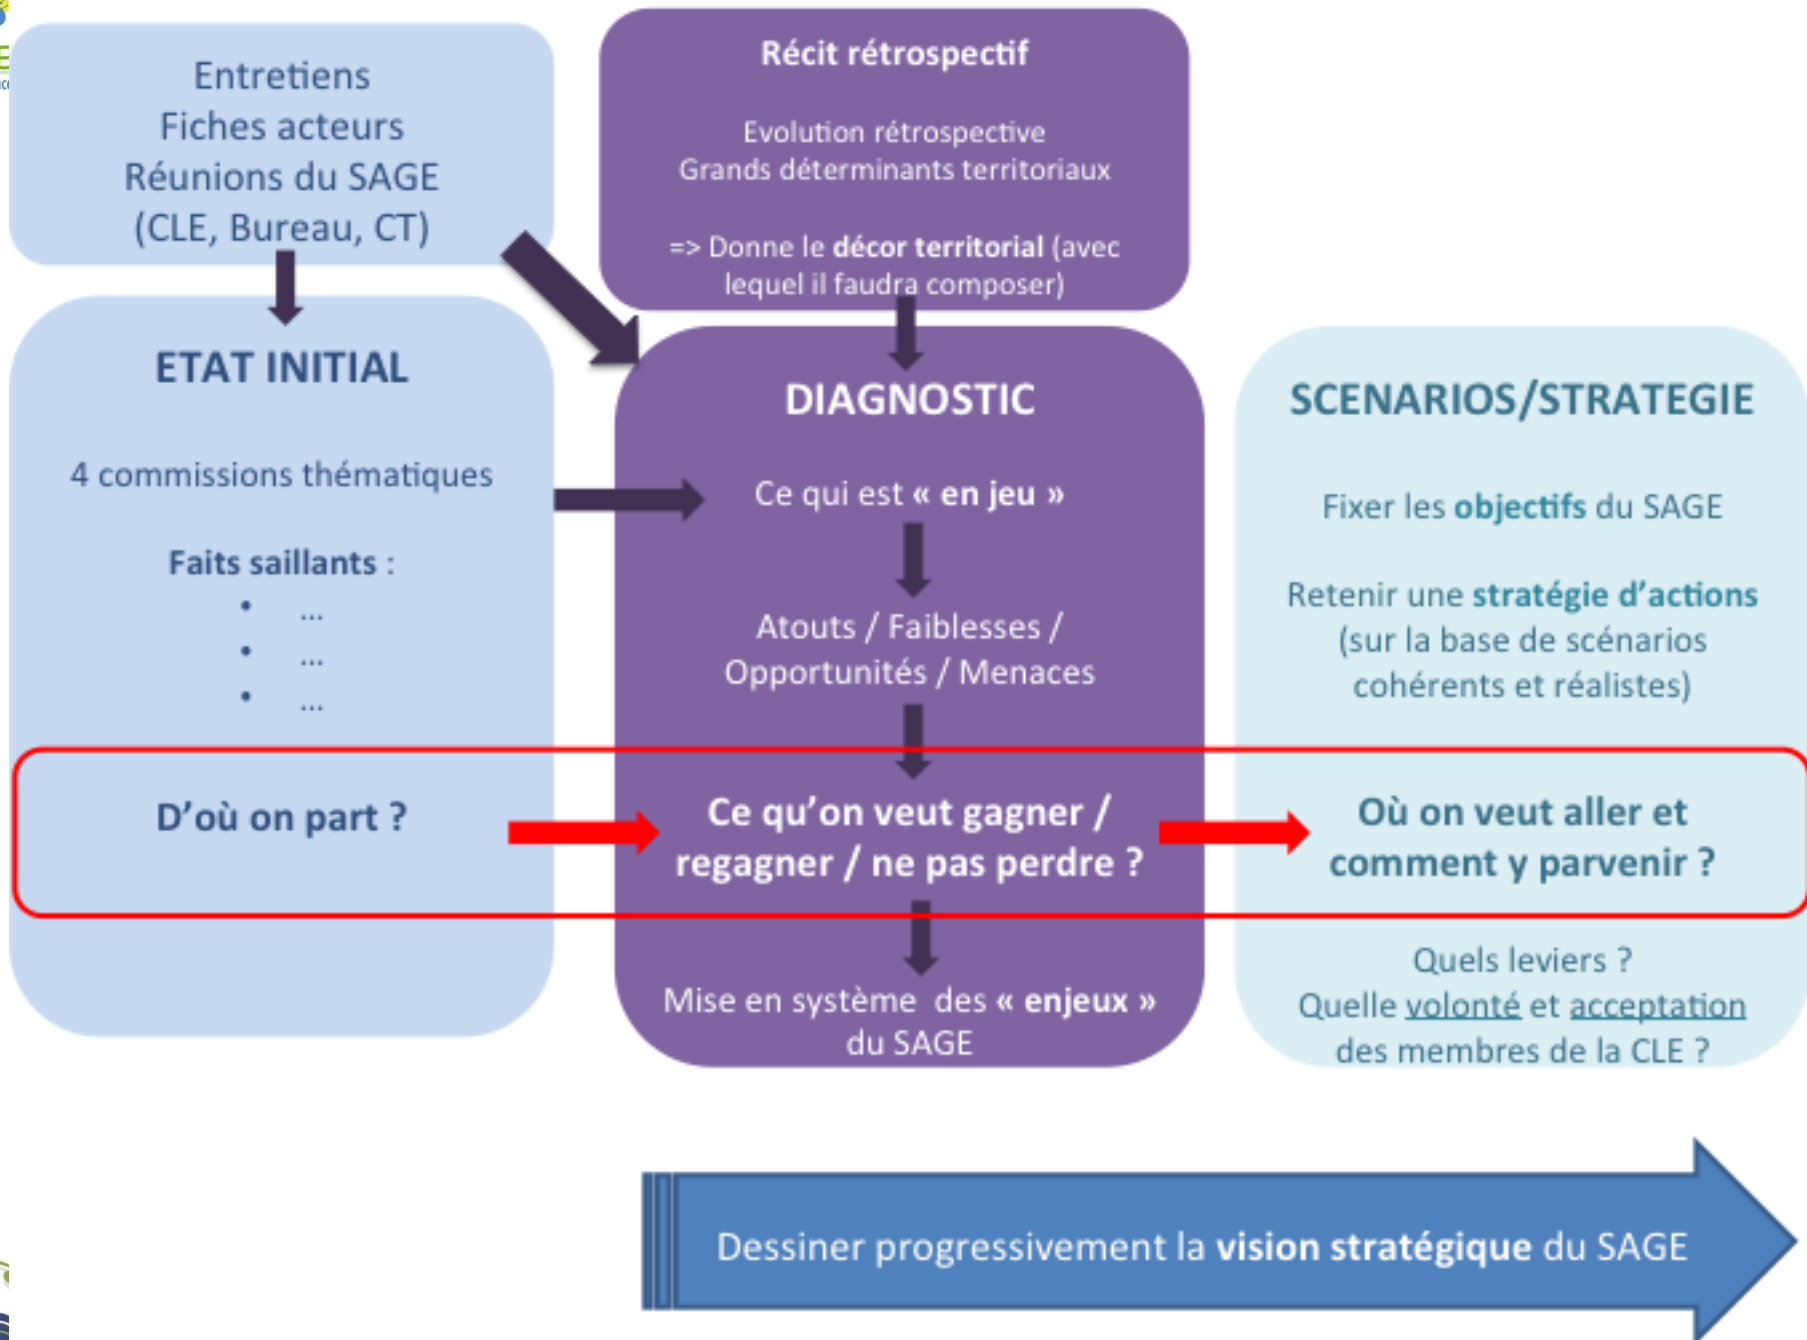 Entretiens
Fiches acteurs
Réunions du SAGE
(CLE, Bureau, CT)
Récit rétrospectif
Evolution rétrospective
Grands déterminants territoriaux
=> Donne le décor territorial (avec
lequel il faudra composer)
ETAT INITIAL
4 commissions thématiques
Faits saillants :
• ...
• ...
• ...
D’où on part ?
DIAGNOSTIC
Ce qui est « en jeu »
Atouts / Faiblesses /
Opportunités / Menaces
Ce qu’on veut gagner /
regagner / ne pas perdre ?
Mise en système des « enjeux »
du SAGE
SCENARIOS/STRATEGIE
Fixer les objectifs du SAGE
Retenir une stratégie d’actions
(sur la base de scénarios
cohérents et réalistes)
Où on veut aller et
comment y parvenir ?
Quels leviers ?
Quelle volonté et acceptation
des membres de la CLE ?
Dessiner progressivement la vision stratégique du SAGE